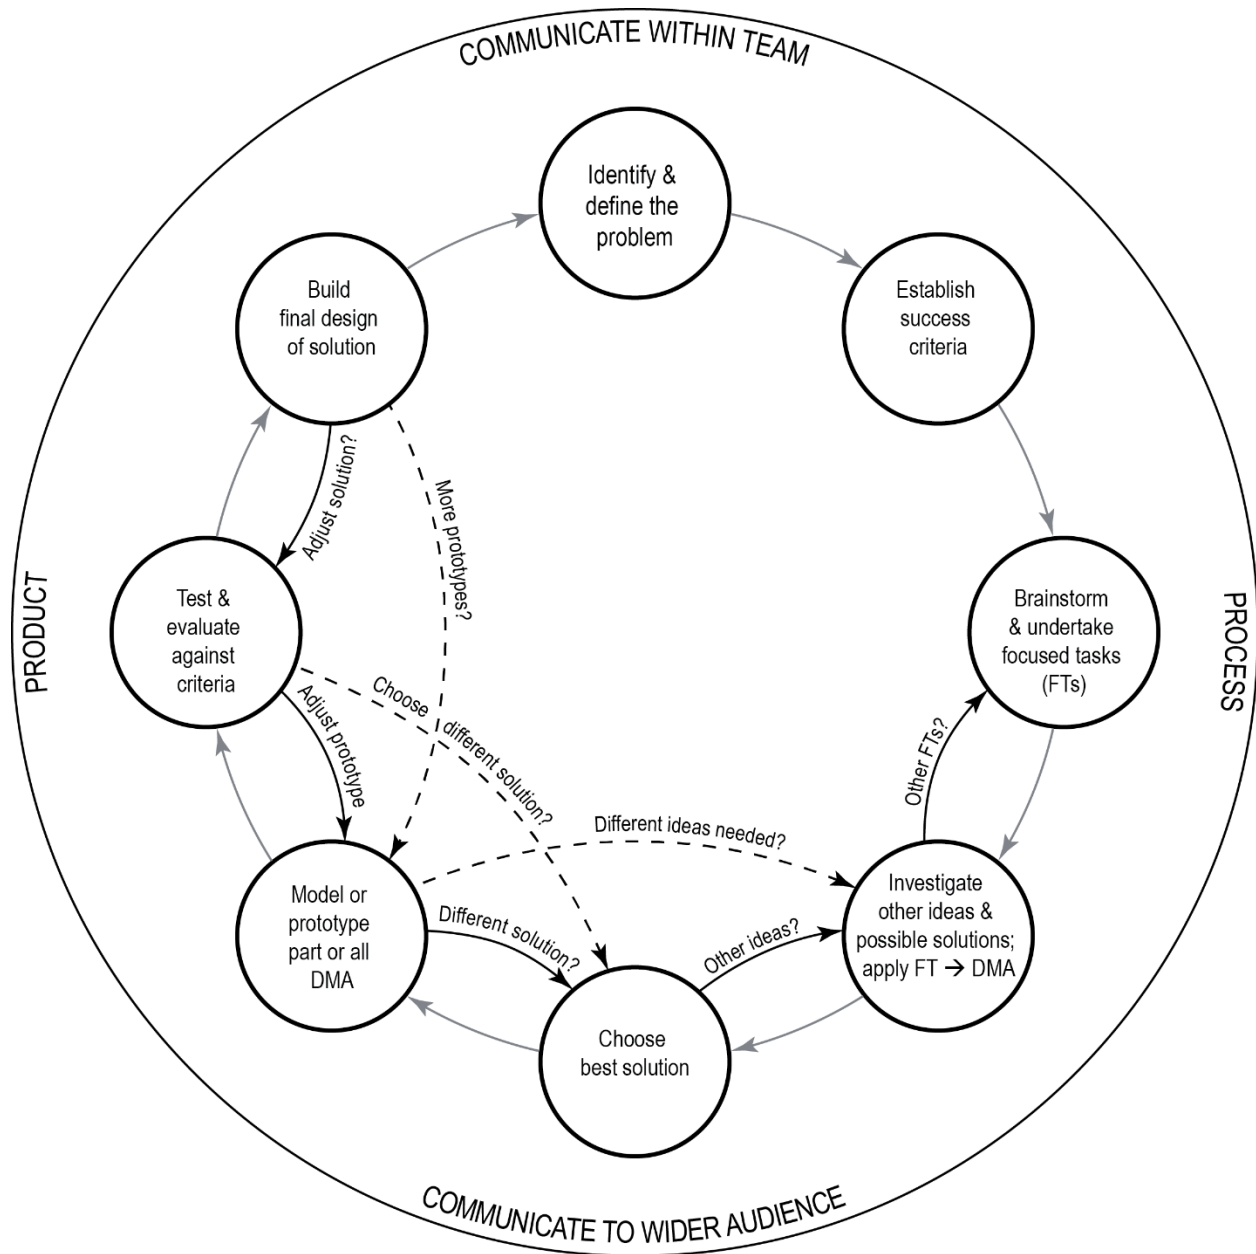 COMMUNICATE WITHIN TEAM
Identify &
define the
problem
Establish
success
criteria
Brainstorm
& undertake
focused tasks
(FTs)
Investigate
other ideas &
possible solutions;
apply FT → DMA
Choose
best solution
Model or
prototype
part or all
DMA
Test &
evaluate
against
criteria
Build
final design
of solution
Adjust solution?
More prototypes?
Choose different solution?
Adjust prototype
Different ideas needed?
Different solution?
Other ideas?
Other FTs?
PRODUCT
PROCESS
COMMUNICATE TO WIDER AUDIENCE